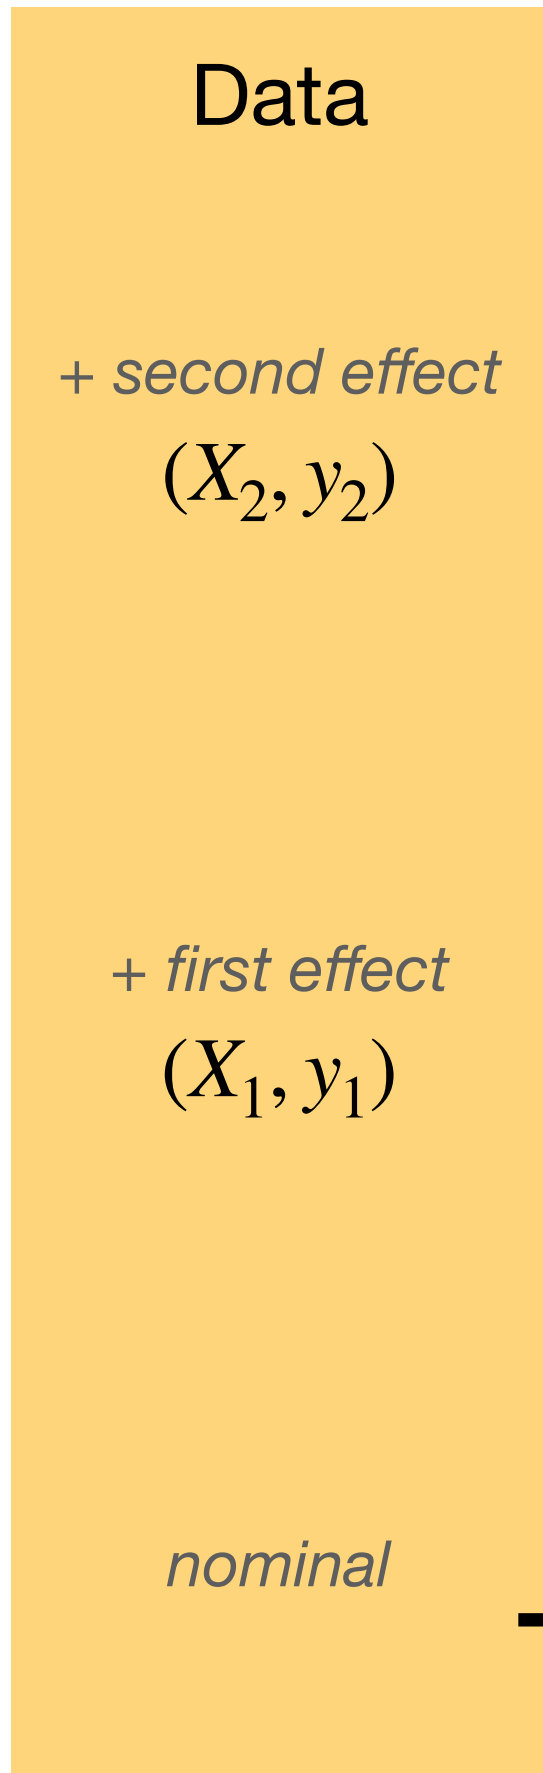 Data
+ second effect
(X₂, y₂)
+ first effect
(X₁, y₁)
nominal